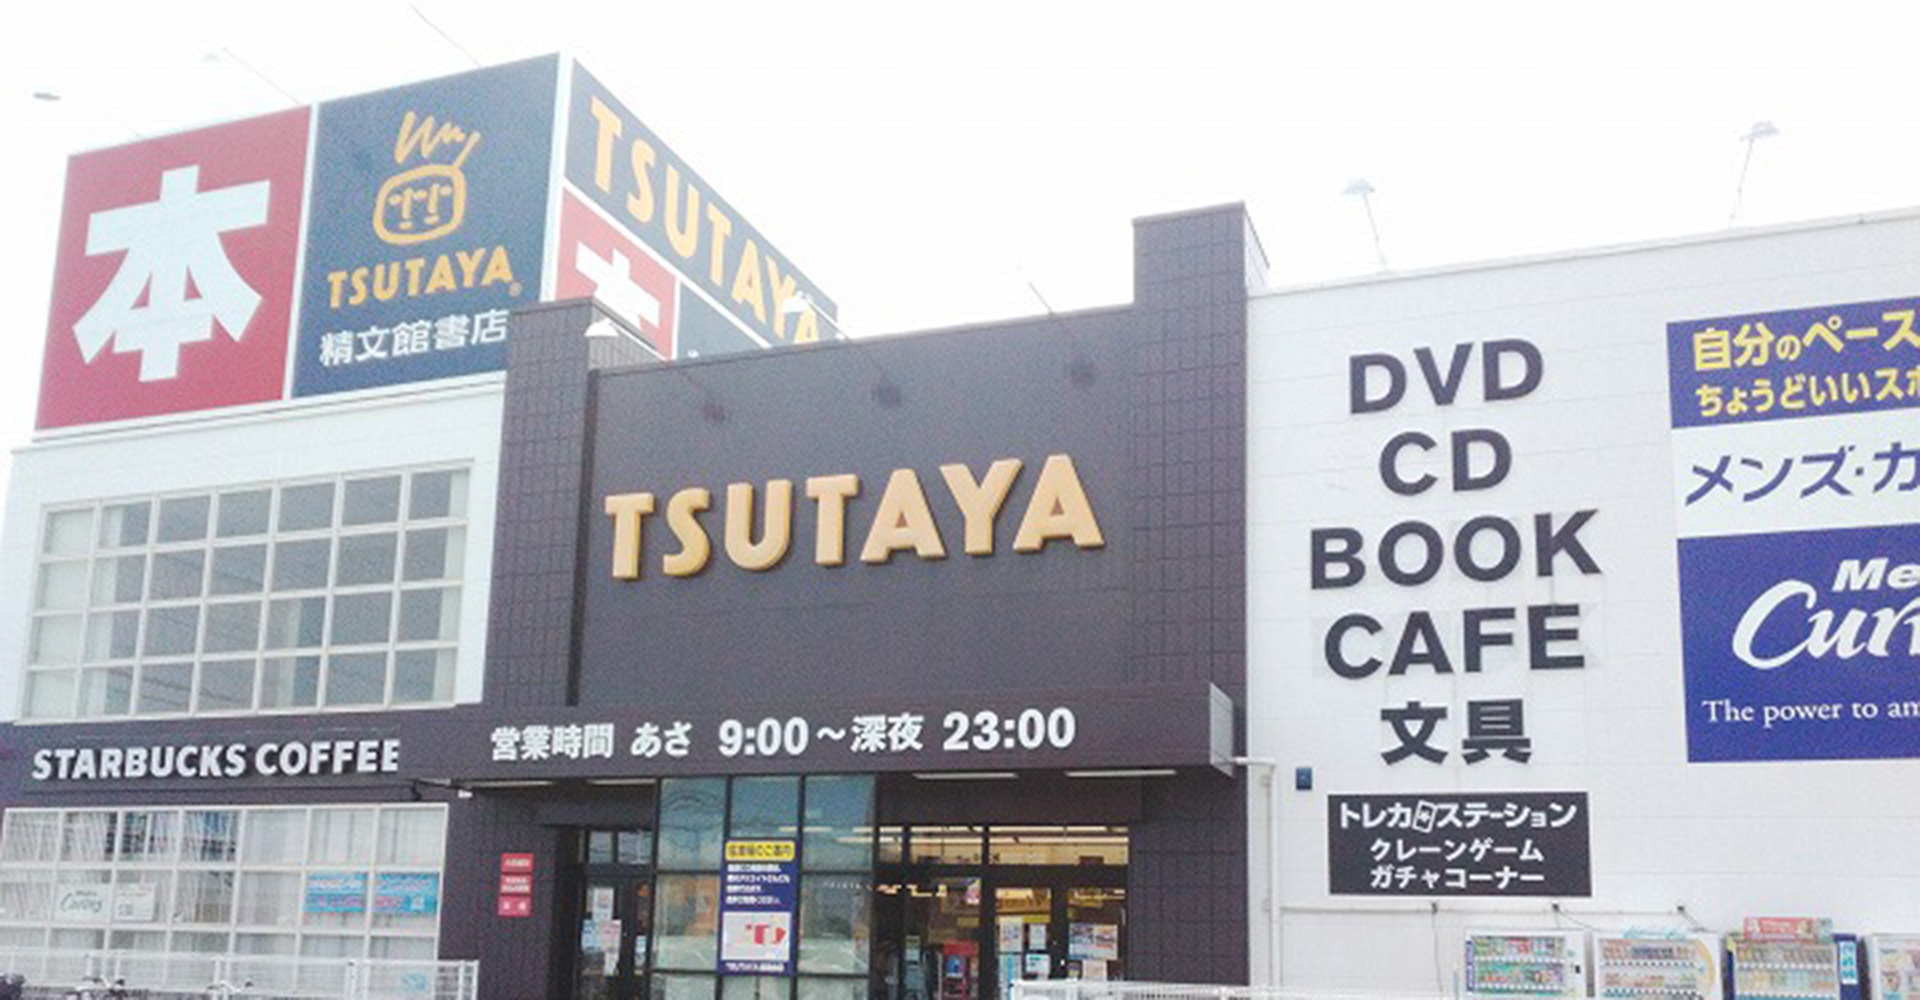 本
TSUTAYA
精文館書店
TSUTAYA
本
TSUTAYA
STARBUCKS COFFEE
営業時間 あさ 9:00～深夜 23:00
DVD
CD
BOOK
CAFE
文具
トレカステーション
クレーンゲーム
ガチャコーナー
自分のペース
ちょうどいいス
メンズ・カ
Me
Cur
The power to am